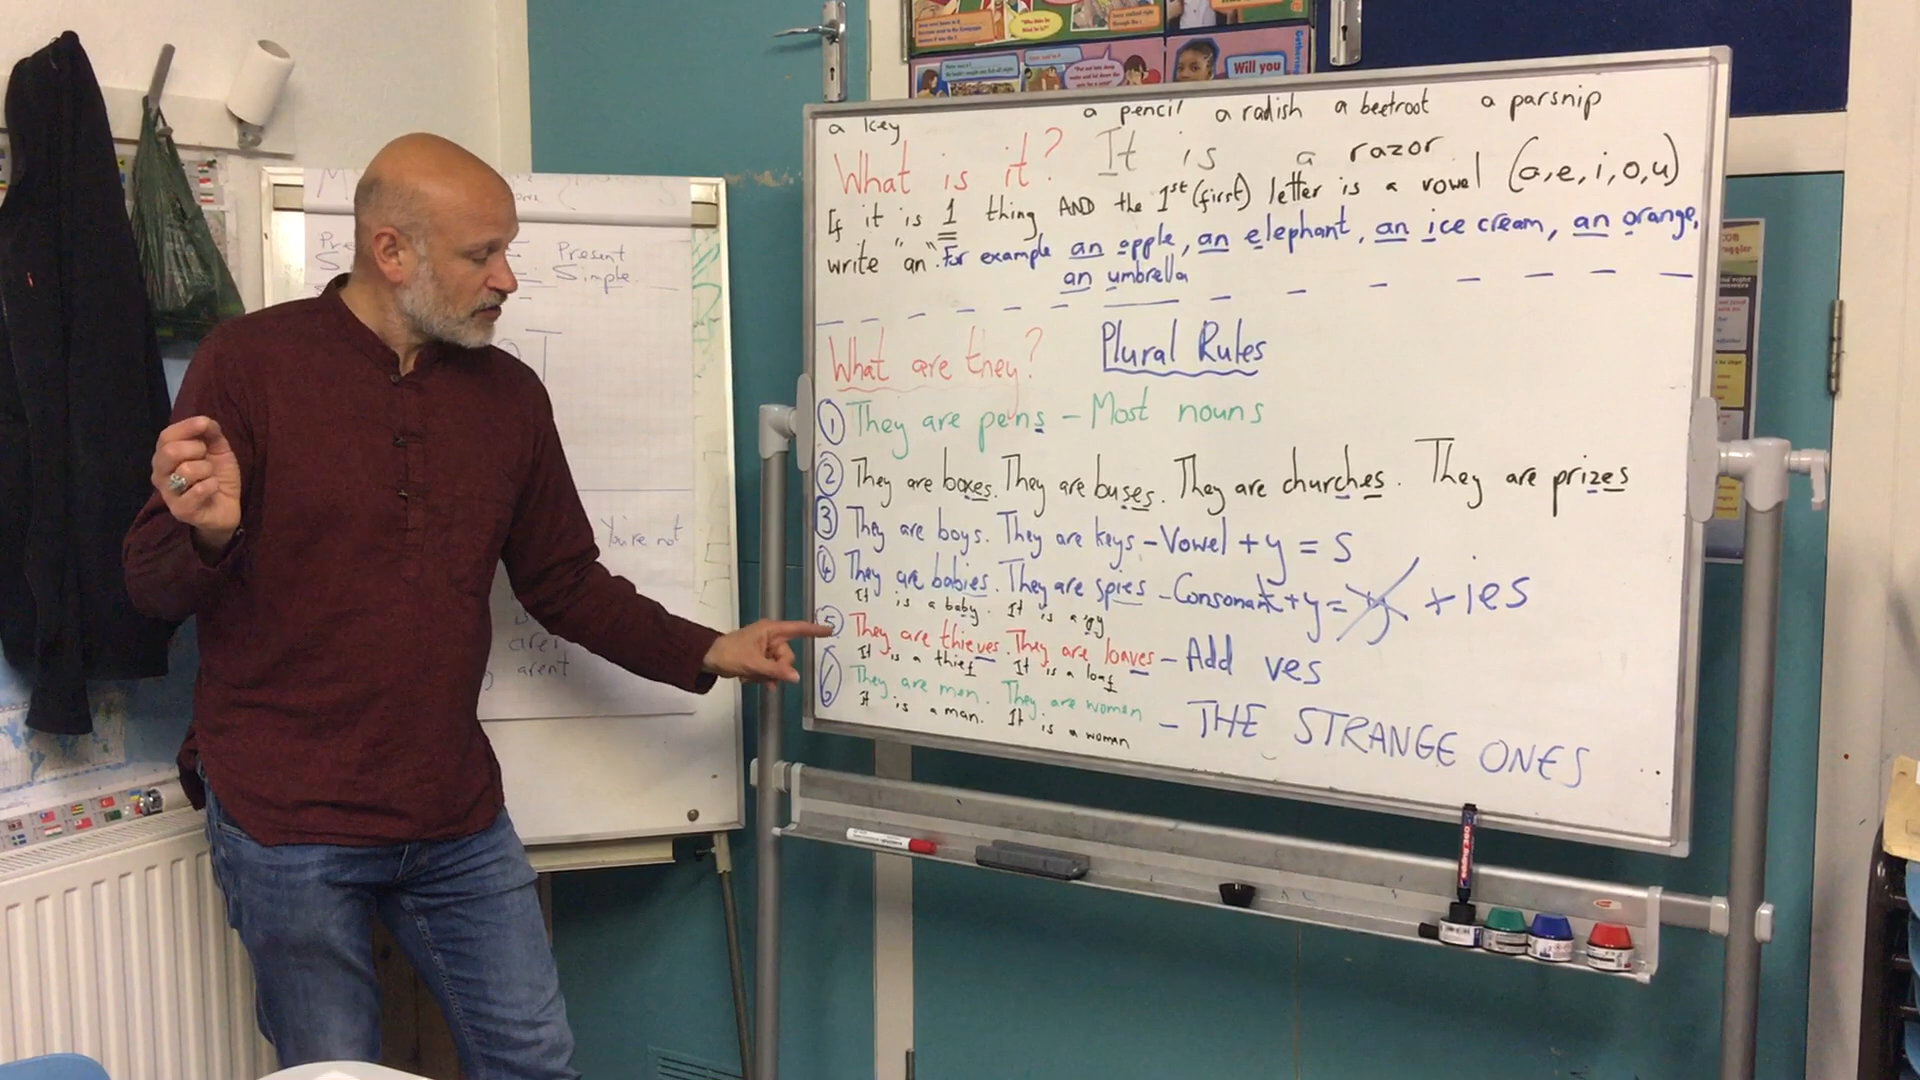 a key a pencil a radish a beetroot a parsnip
What is it? It is a razor
If it is 1 thing AND the 1st (first) letter is a vowel (a,e,i,o,u)
write "an". For example an apple, an elephant, an ice cream, an orange,
an umbrella
What are they? Plural Rules
1 They are pens - Most nouns
2 They are boxes. They are buses. They are churches. They are prizes
3 They are boys. They are keys - Vowel + y = s
4 They are babies. They are spies - Consonant + y = y + ies
It is a baby. It is a spy
5 They are thieves. They are loaves - Add ves
It is a thief It is a loaf
6 They are men. They are women - THE STRANGE ONES
It is a man. It is a woman
Present
Simple
You're not
arent
Will you